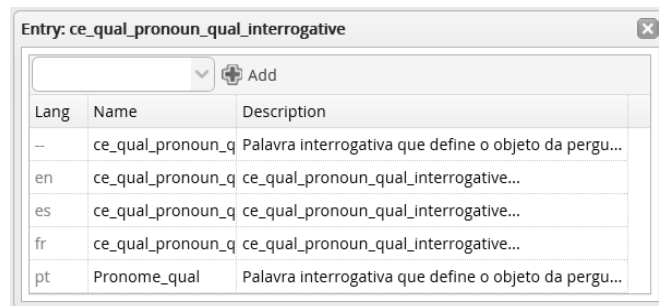 Entry: ce_qual_pronoun_qual_interrogative
Add
Lang Name Description
-- ce_qual_pronoun_q Palavra interrogativa que define o objeto da pergu...
en ce_qual_pronoun_q ce_qual_pronoun_qual_interrogative...
es ce_qual_pronoun_q ce_qual_pronoun_qual_interrogative...
fr ce_qual_pronoun_q ce_qual_pronoun_qual_interrogative...
pt Pronome_qual Palavra interrogativa que define o objeto da pergu...